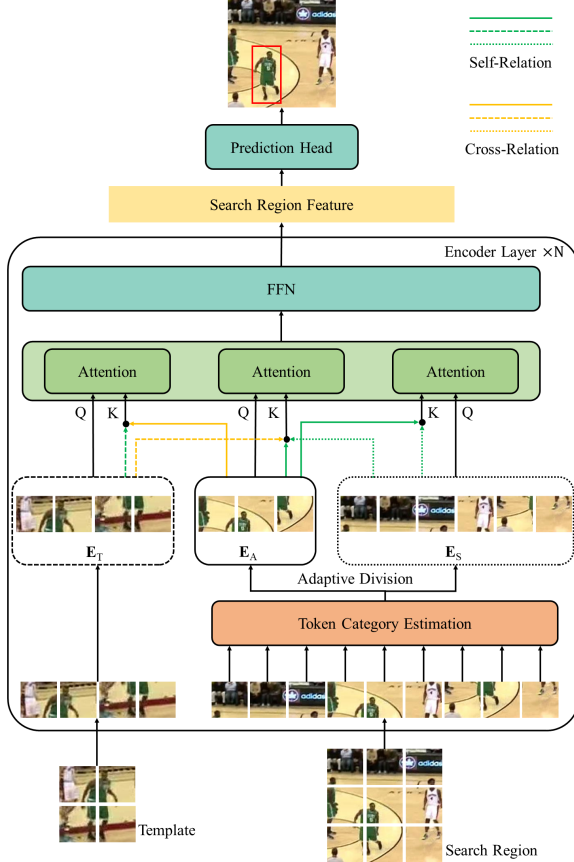 adidas
Self-Relation
Cross-Relation
Prediction Head
Search Region Feature
Encoder Layer ×N
FFN
Attention Attention Attention
Q K Q K K Q
E_T E_A E_S
Adaptive Division
Token Category Estimation
Template
Search Region